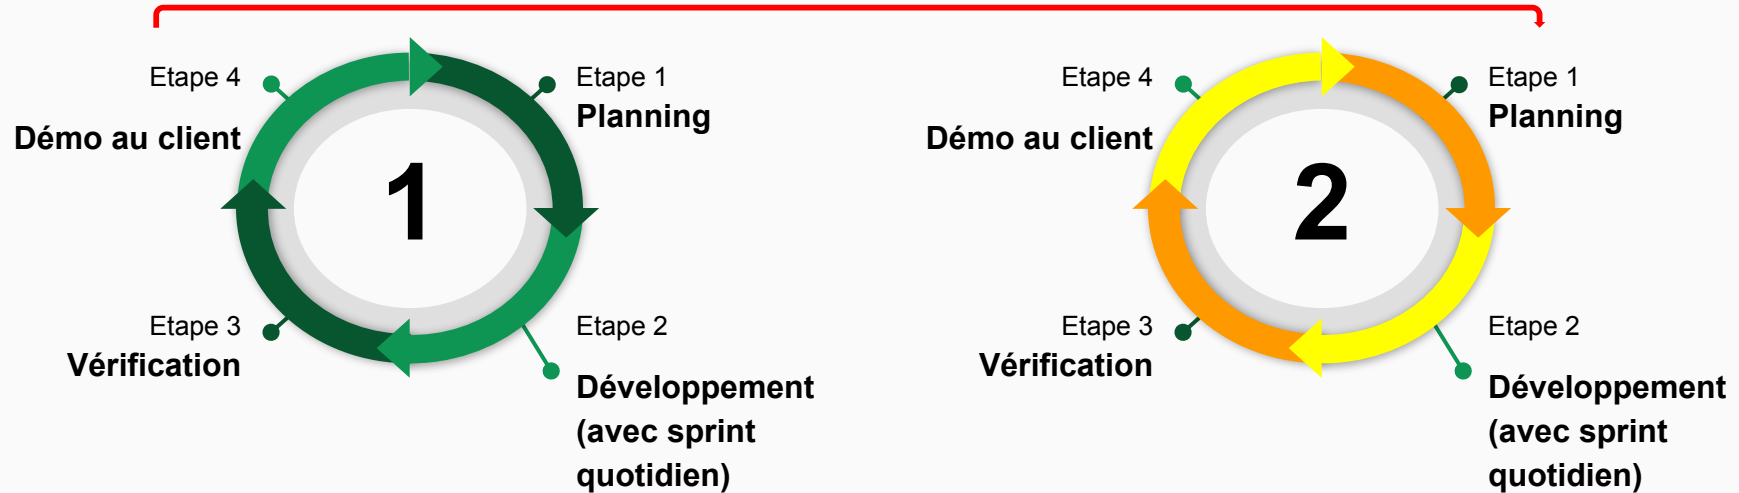 Etape 4
Démo au client
Etape 1
Planning
1
Etape 3
Vérification
Etape 2
Développement
(avec sprint
quotidien)
Etape 4
Démo au client
Etape 1
Planning
2
Etape 3
Vérification
Etape 2
Développement
(avec sprint
quotidien)